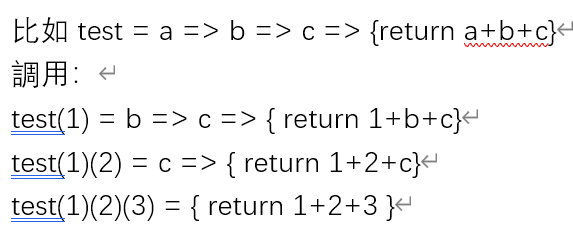 比如 test = a => b => c => {return a+b+c}
調用：
test(1) = b => c => { return 1+b+c}
test(1)(2) = c => { return 1+2+c}
test(1)(2)(3) = { return 1+2+3 }